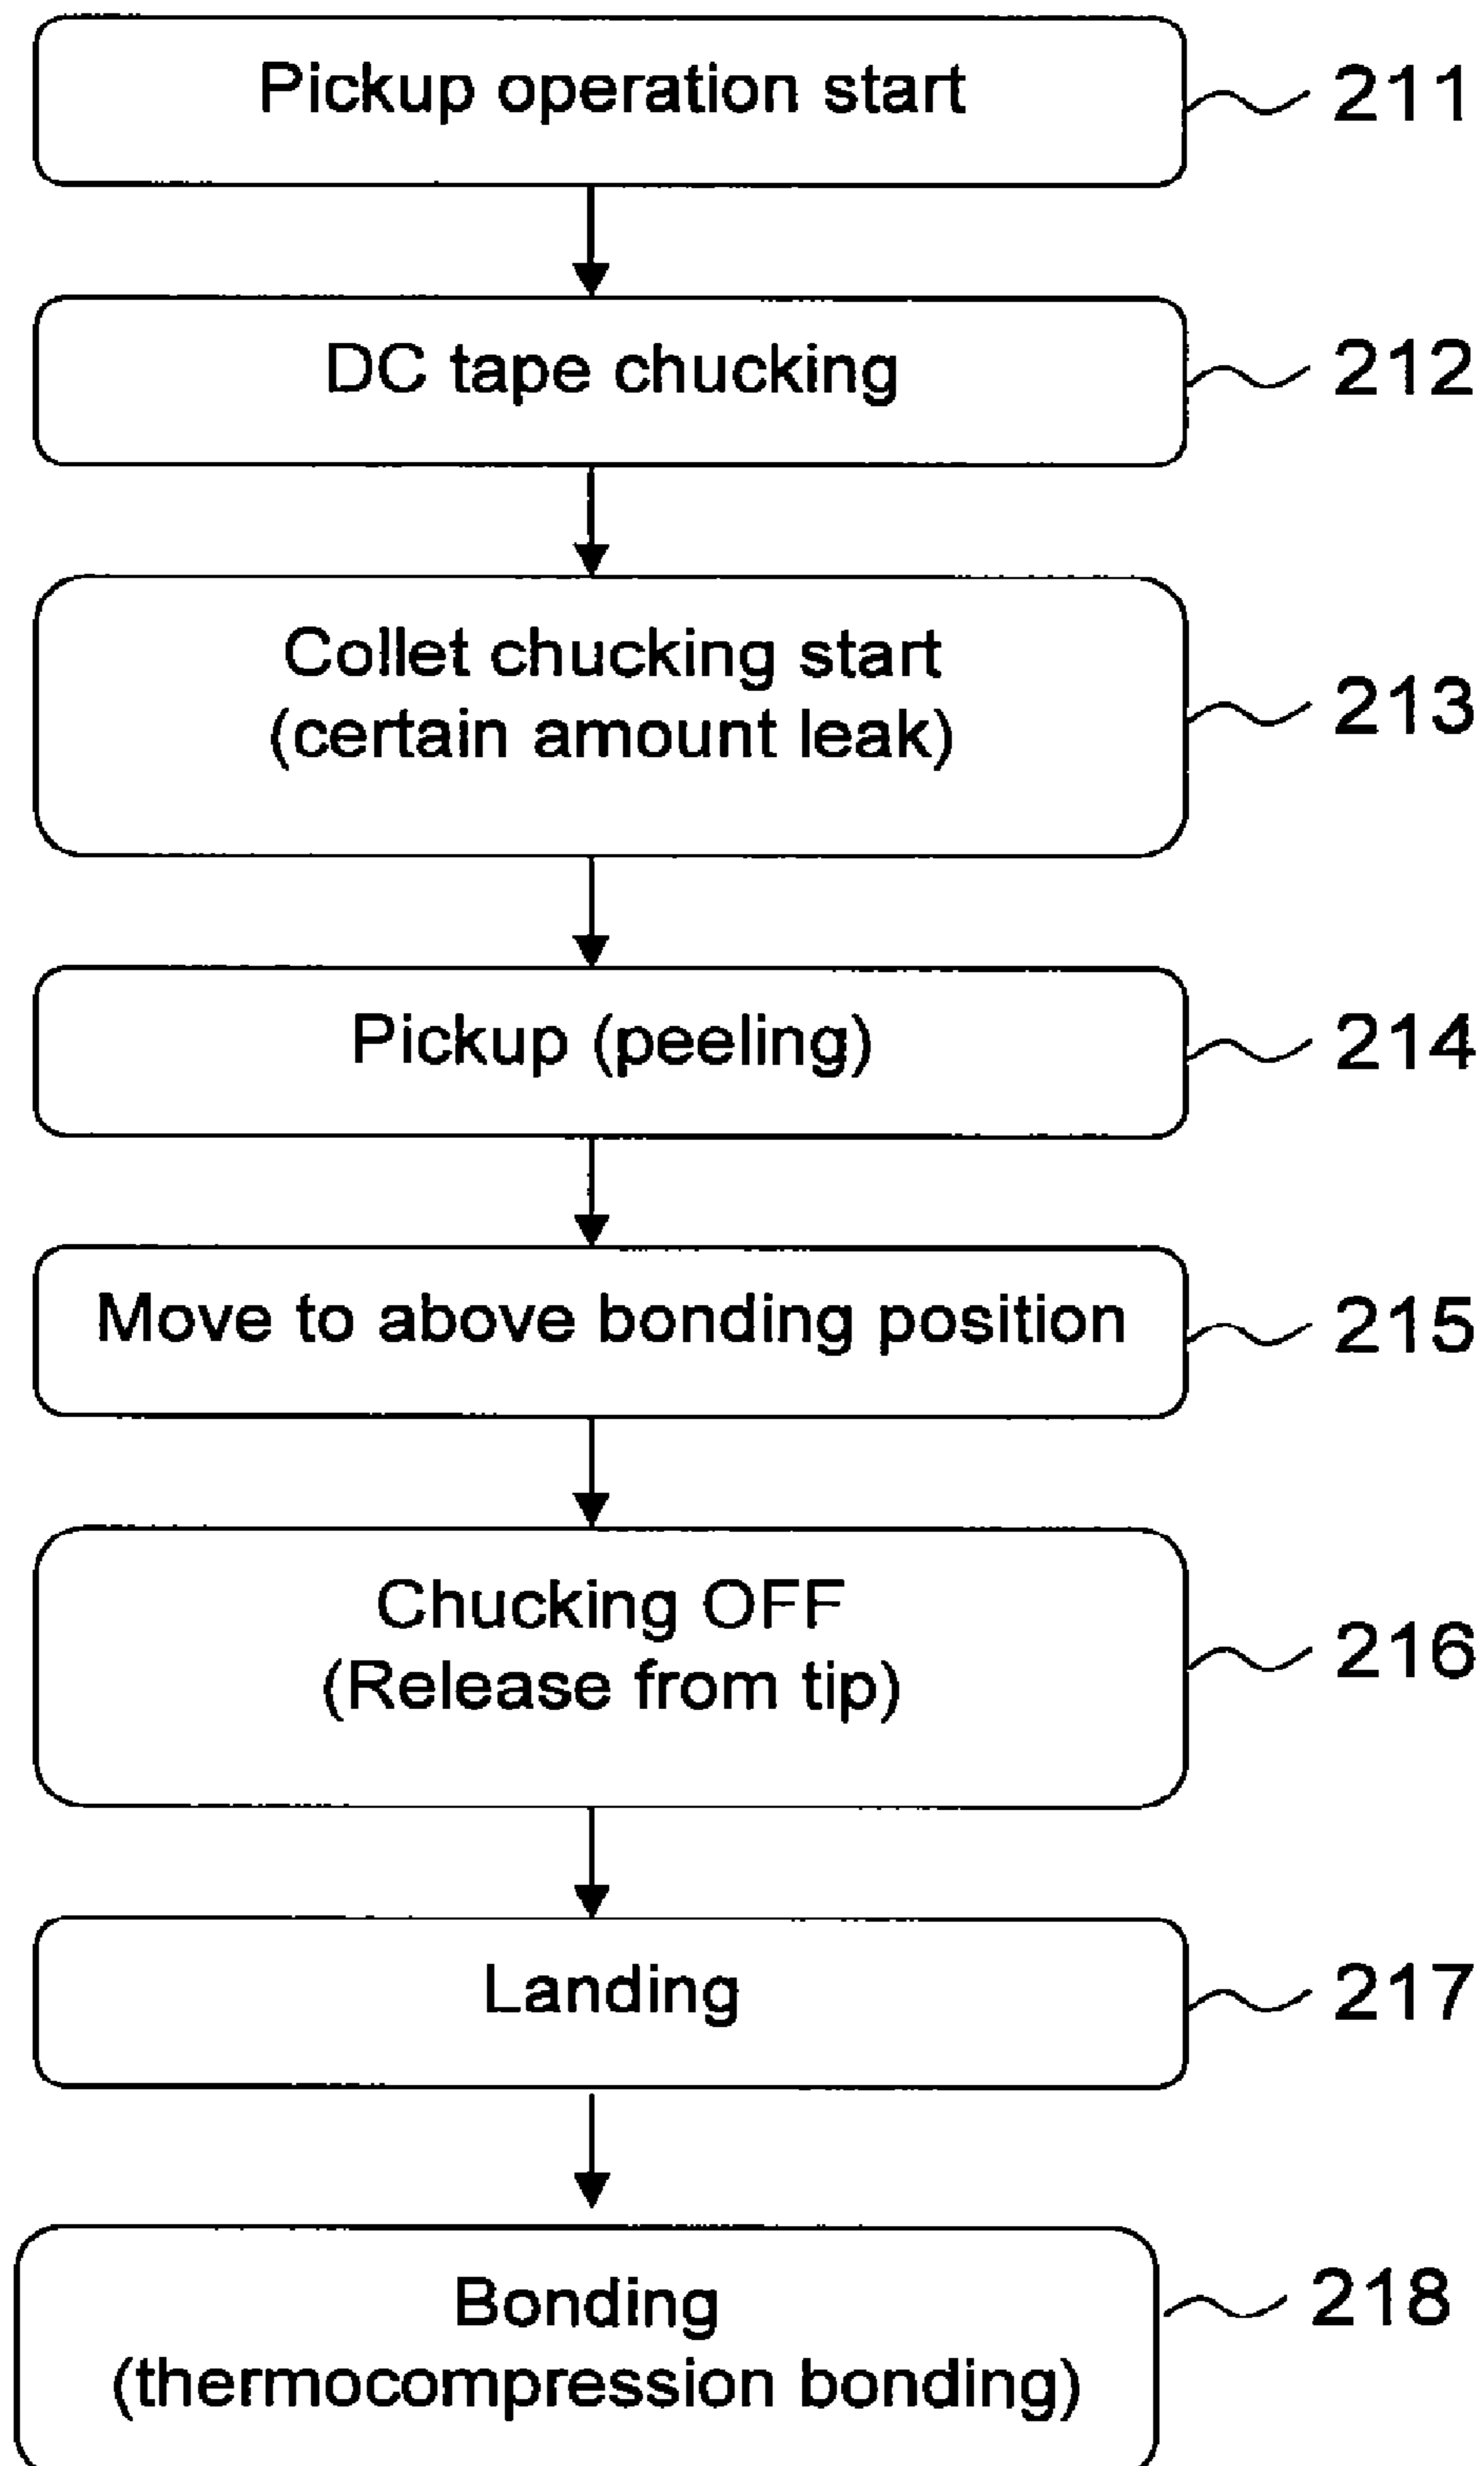 Pickup operation start
211
DC tape chucking
212
Collet chucking start
(certain amount leak)
213
Pickup (peeling)
214
Move to above bonding position
215
Chucking OFF
(Release from tip)
216
Landing
217
Bonding
(thermocompression bonding)
218